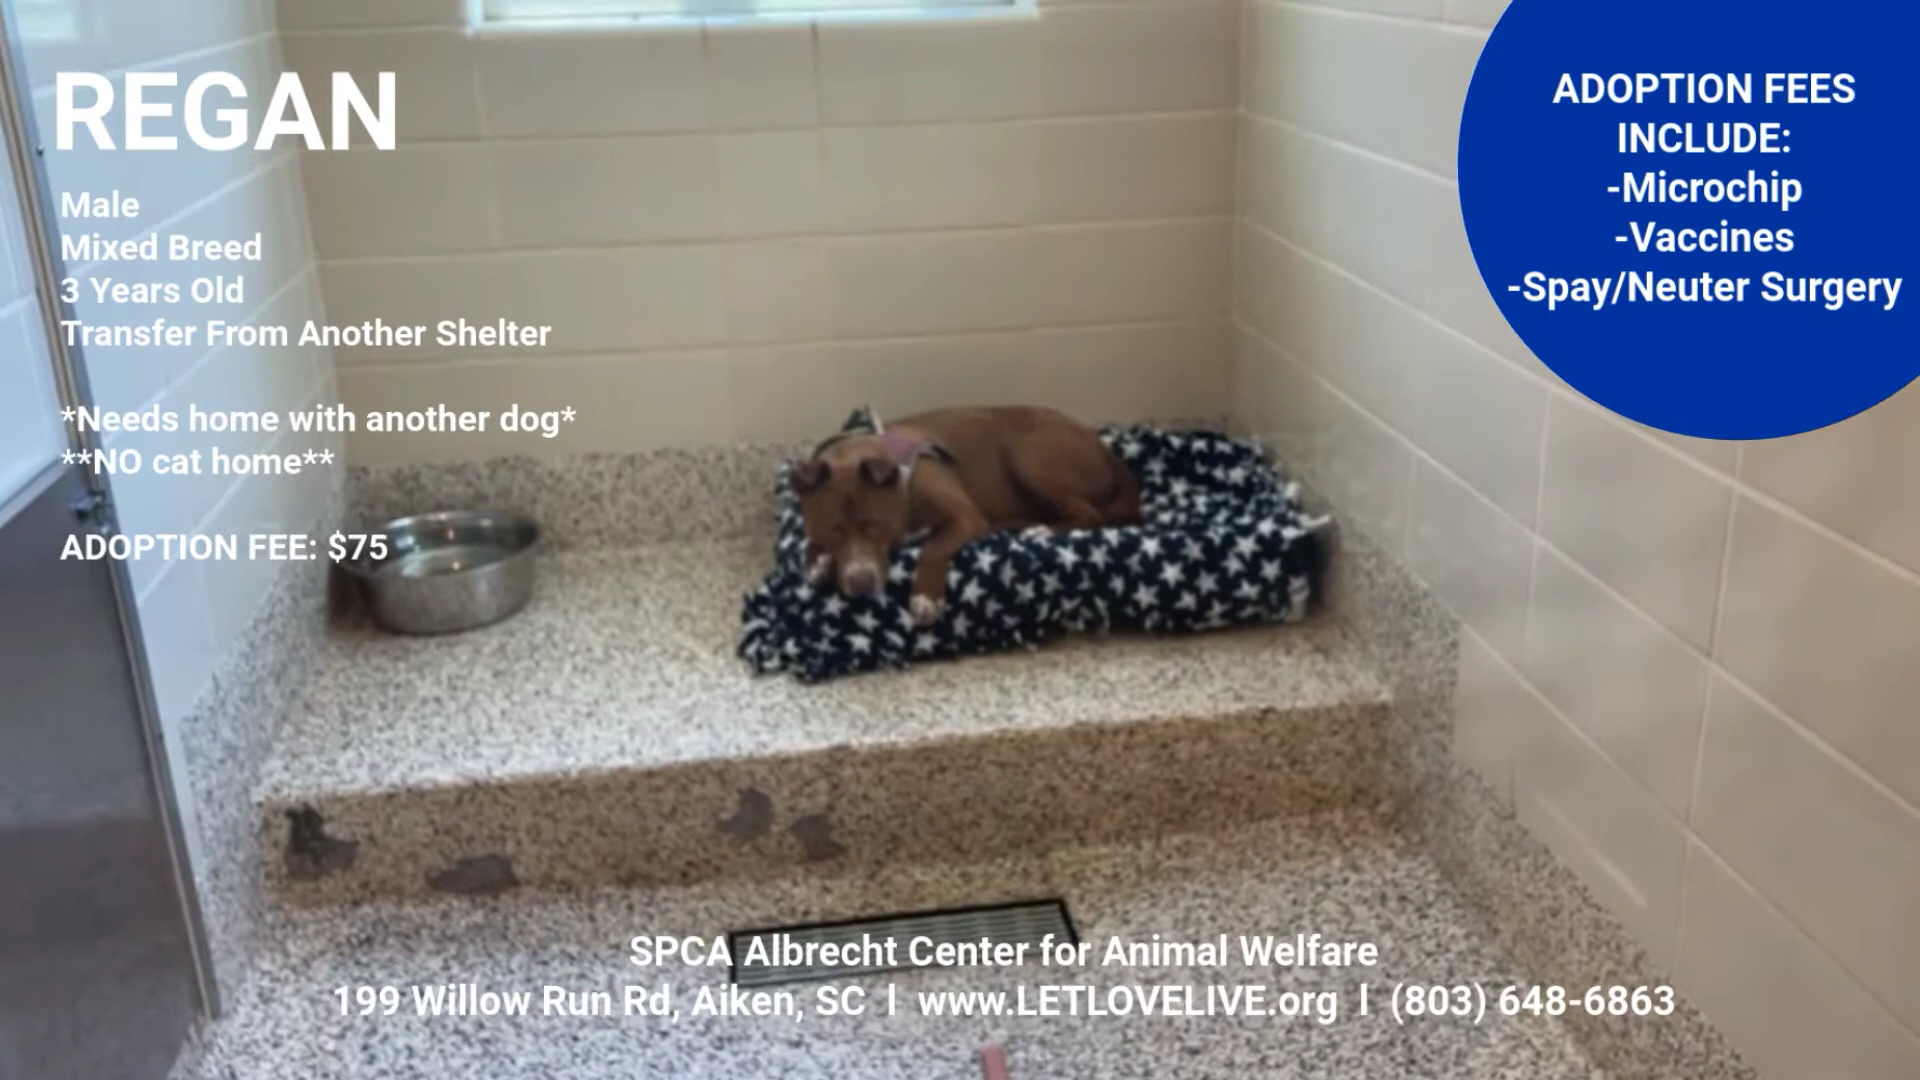 REGAN
Male
Mixed Breed
3 Years Old
Transfer From Another Shelter
*Needs home with another dog*
**NO cat home**
ADOPTION FEE: $75
ADOPTION FEES
INCLUDE:
-Microchip
-Vaccines
-Spay/Neuter Surgery
SPCA Albrecht Center for Animal Welfare
199 Willow Run Rd, Aiken, SC l www.LETLOVELIVE.org l (803) 648-6863